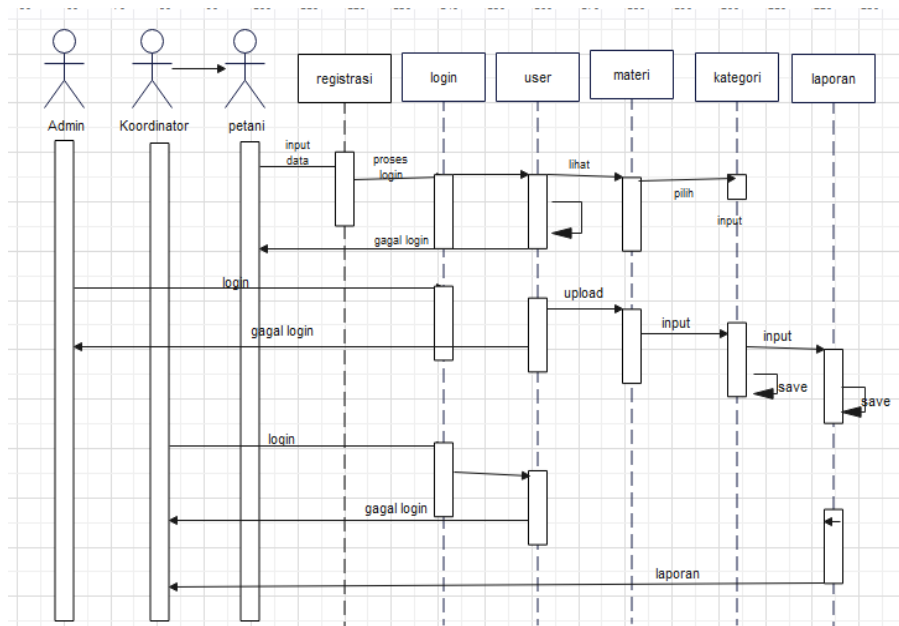 registrasi
login
user
materi
kategori
laporan
Admin
Koordinator
petani
input
data
proses
login
lihat
pilih
input
gagal login
login
upload
gagal login
input
input
save
save
login
gagal login
laporan